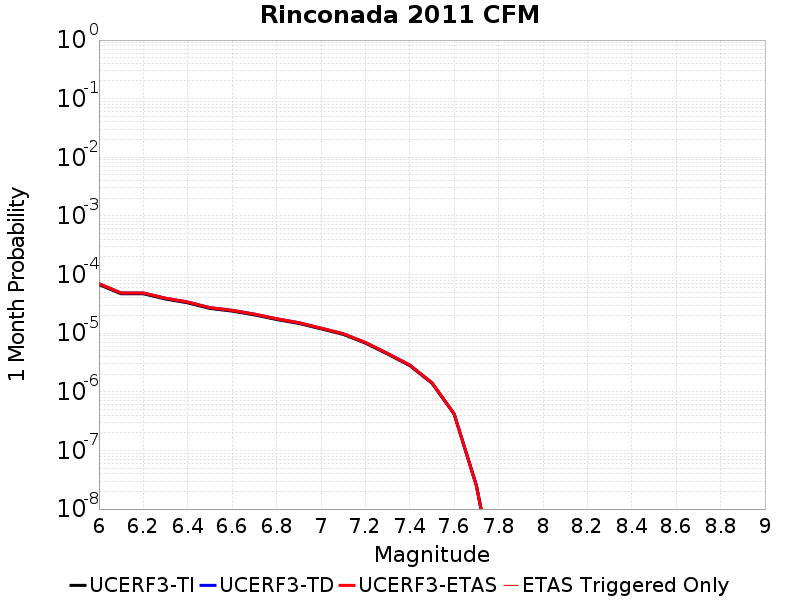 Rinconada 2011 CFM
1 Month Probability
10^0
10^-1
10^-2
10^-3
10^-4
10^-5
10^-6
10^-7
10^-8
6 6.2 6.4 6.6 6.8 7 7.2 7.4 7.6 7.8 8 8.2 8.4 8.6 8.8 9
Magnitude
UCERF3-TI UCERF3-TD UCERF3-ETAS ETAS Triggered Only